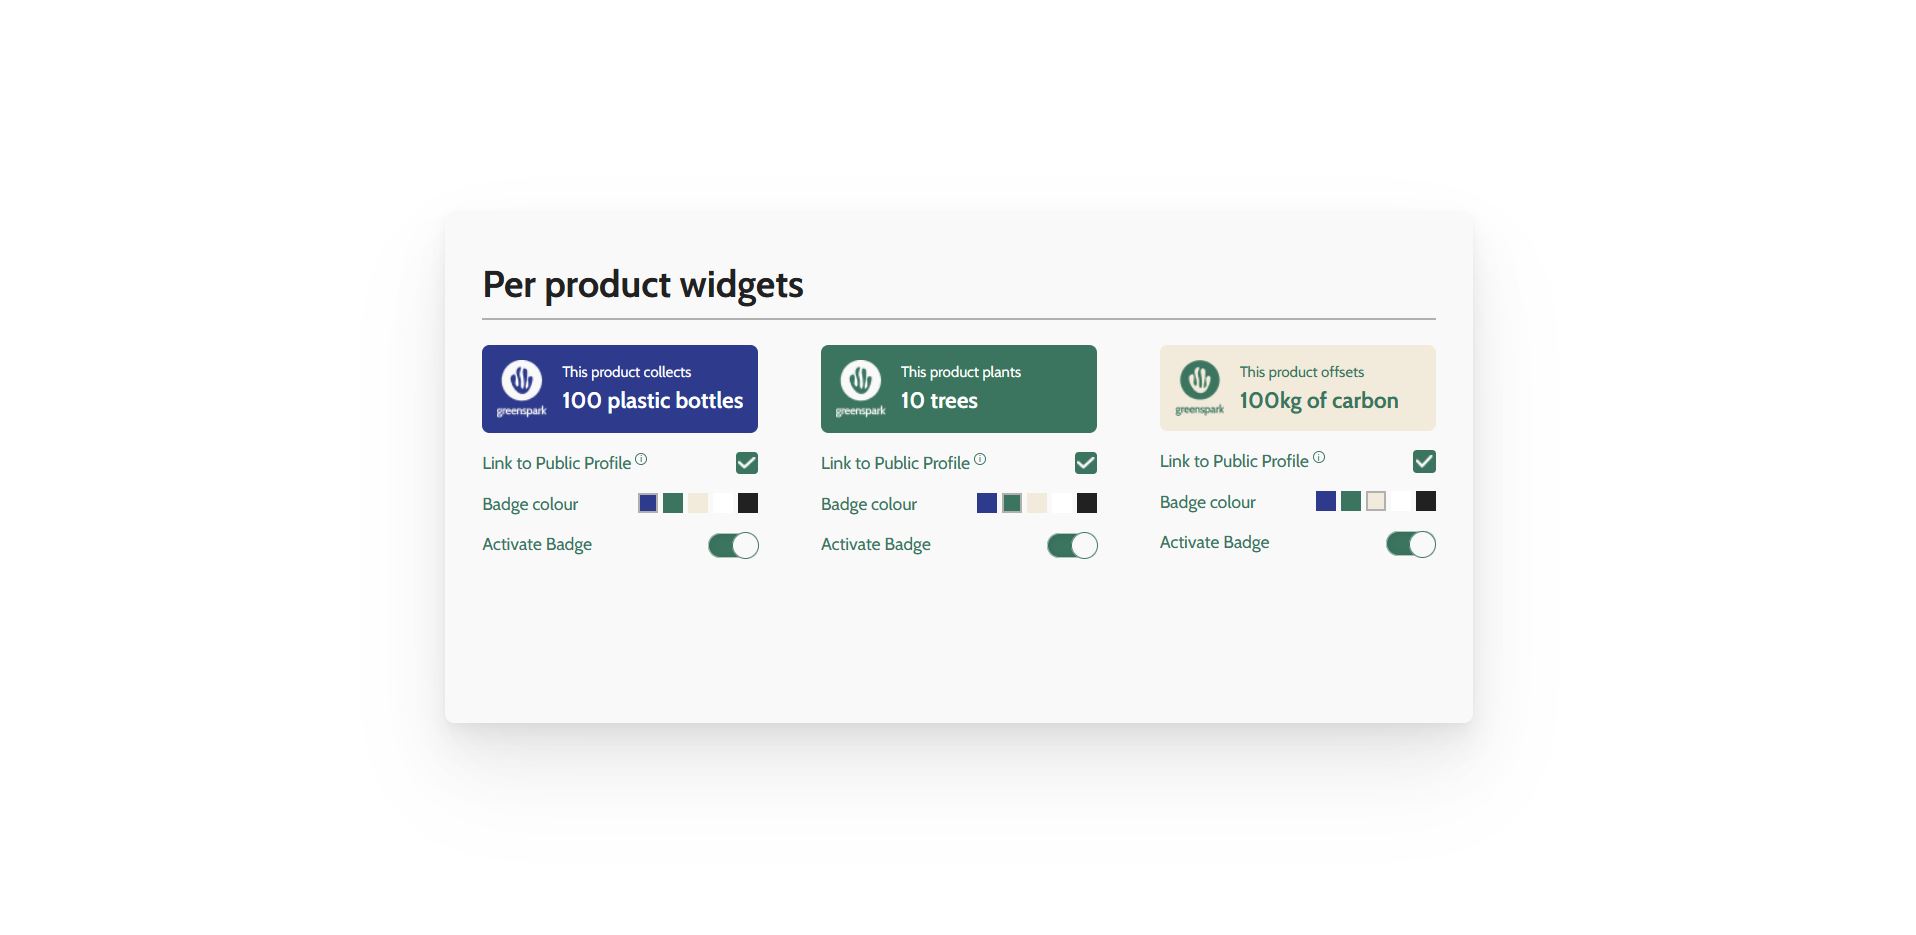 Per product widgets
greenspark
This product collects
100 plastic bottles
Link to Public Profile
Badge colour
Activate Badge
greenspark
This product plants
10 trees
Link to Public Profile
Badge colour
Activate Badge
greenspark
This product offsets
100kg of carbon
Link to Public Profile
Badge colour
Activate Badge